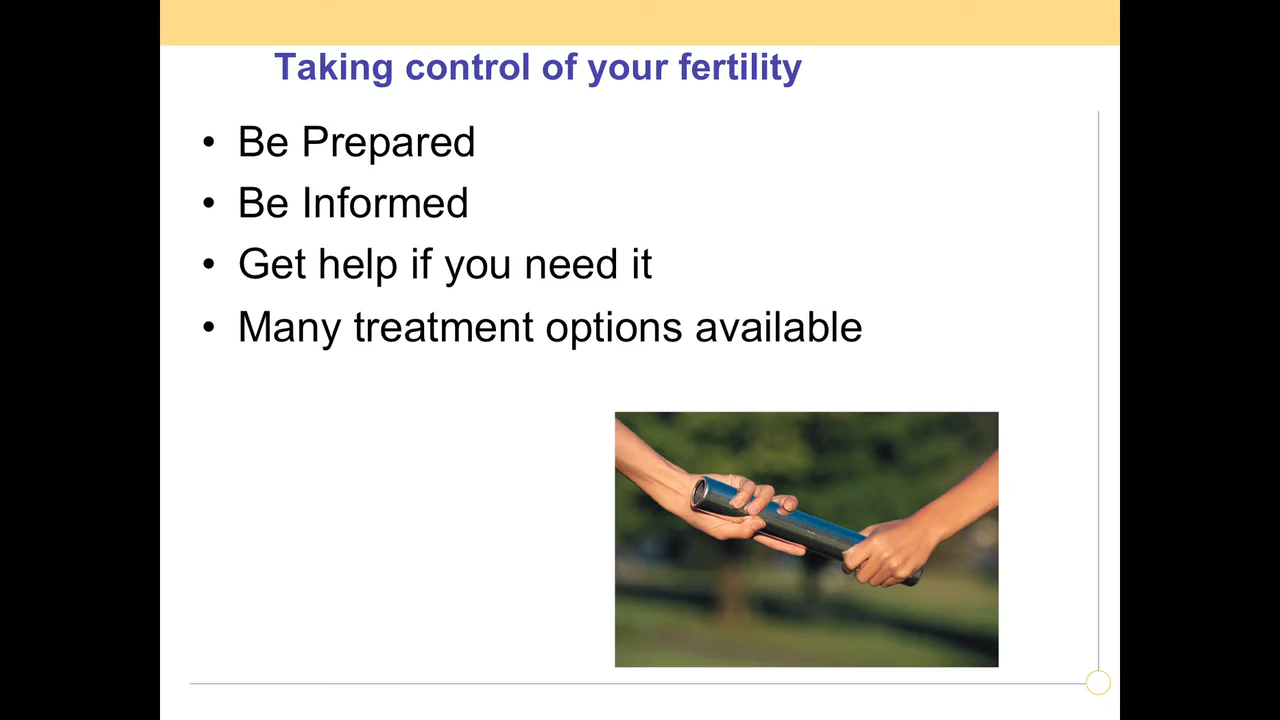 Taking control of your fertility
• Be Prepared
• Be Informed
• Get help if you need it
• Many treatment options available